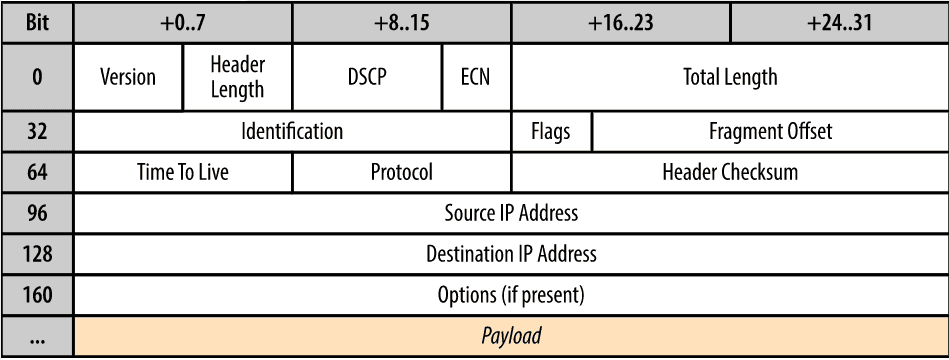 Bit +0..7 +8..15 +16..23 +24..31
0 Version Header Length DSCP ECN Total Length
32 Identification Flags Fragment Offset
64 Time To Live Protocol Header Checksum
96 Source IP Address
128 Destination IP Address
160 Options (if present)
... Payload